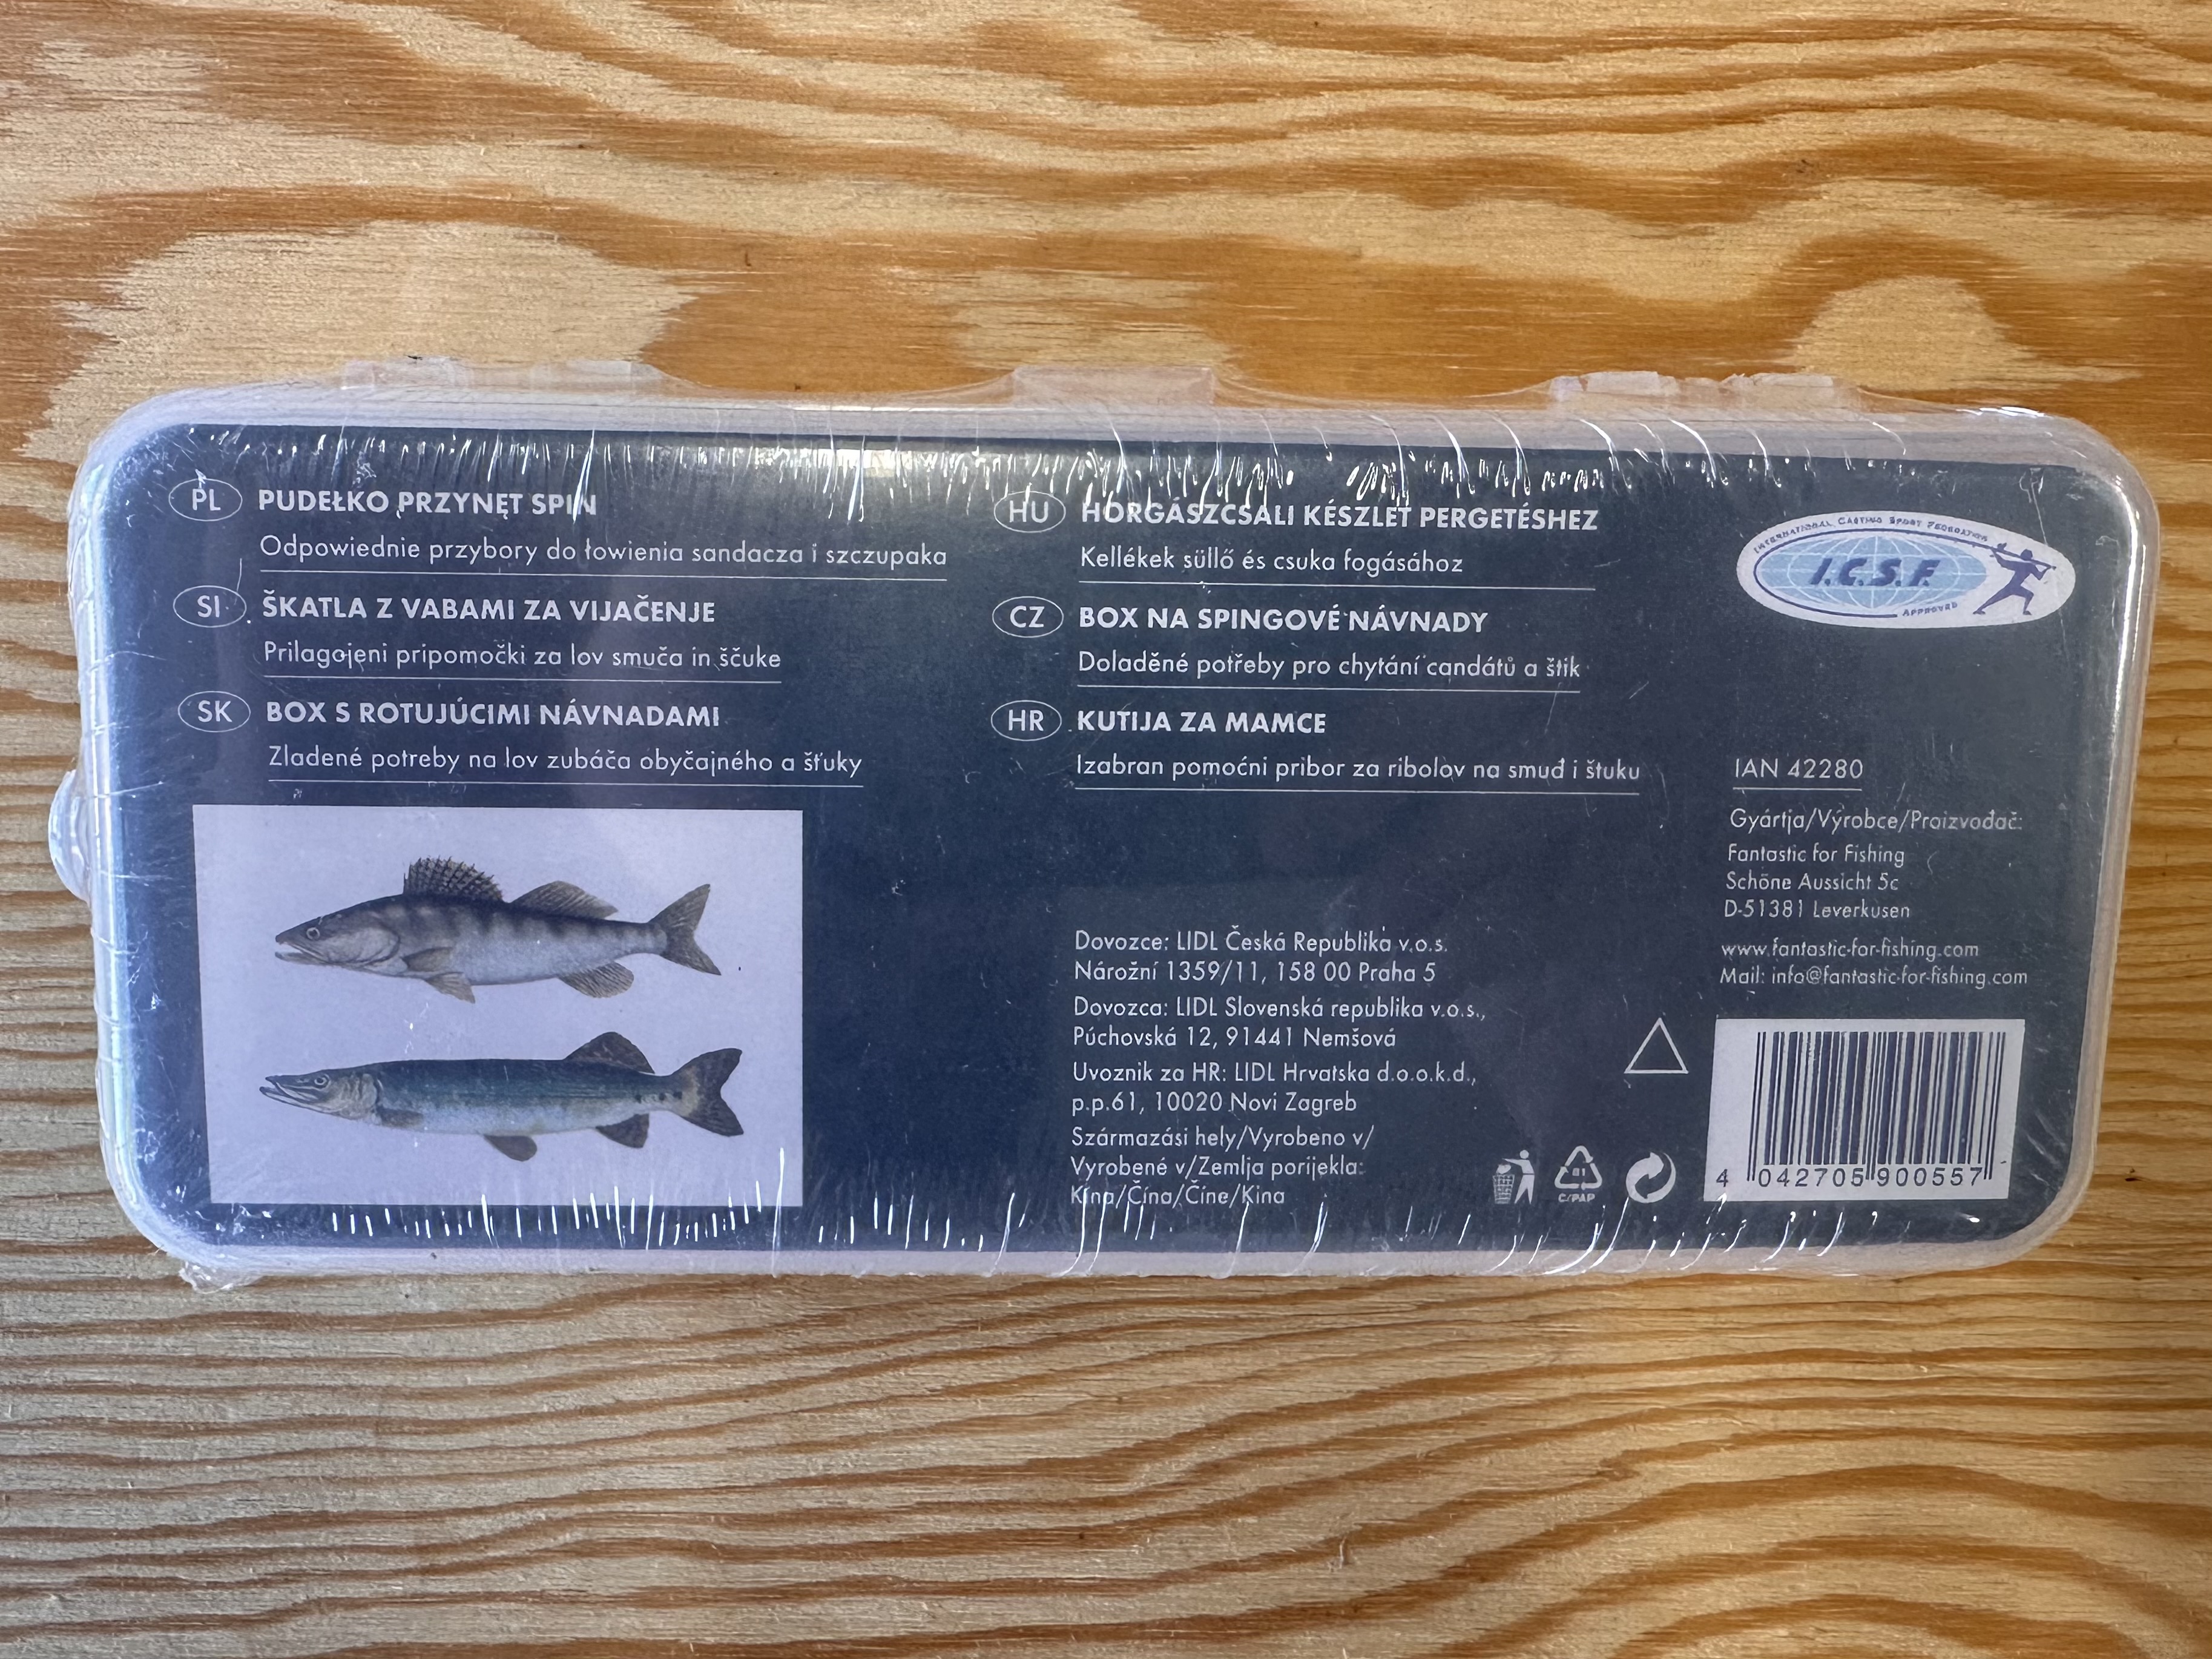 PL PUDEŁKO PRZYNĘT SPIN
Odpowiednie przybory do łowienia sandacza i szczupaka
SI ŠKATLA Z VABAMI ZA VIJAČENJE
Prilagojeni pripomočki za lov smuča in ščuke
SK BOX S ROTUJÚCIMI NÁVNADAMI
Zladené potreby na lov zubáča obyčajného a šťuky
HU HORGÁSZCSALI KÉSZLET PERGETÉSHEZ
Kellékek süllő és csuka fogásához
CZ BOX NA SPINGOVÉ NÁVNADY
Doladěné potřeby pro chytání candátů a štik
HR KUTIJA ZA MAMCE
Izabran pomoćni pribor za ribolov na smuđ i štuku
Dovozce: LIDL Česká Republika v.o.s.
Nárožní 1359/11, 158 00 Praha 5
Dovozca: LIDL Slovenská republika v.o.s.,
Púchovská 12, 91441 Nemšová
Uvoznik za HR: LIDL Hrvatska d.o.o.k.d.,
p.p.61, 10020 Novi Zagreb
Származási hely/Vyrobeno v/
Vyrobené v/Zemlja porijekla:
Kína/Čína/Číne/Kina
INTERNATIONAL CASTING SPORT FEDERATION
I.C.S.F.
APPROVED
IAN 42280
Gyártja/Výrobce/Proizvođač:
Fantastic for Fishing
Schöne Aussicht 5c
D-51381 Leverkusen
www.fantastic-for-fishing.com
Mail: info@fantastic-for-fishing.com
81
C/PAP
4 042705 900557